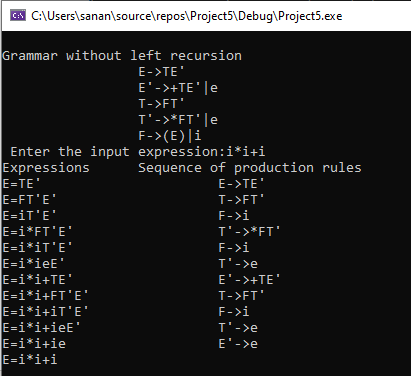 C:\Users\sanan\source\repos\Project5\Debug\Project5.exe
Grammar without left recursion
E->TE'
E'->+TE'|e
T->FT'
T'->*FT'|e
F->(E)|i
Enter the input expression:i*i+i
Expressions Sequence of production rules
E=TE' E->TE'
E=FT'E' T->FT'
E=iT'E' F->i
E=i*FT'E' T'->*FT'
E=i*iT'E' F->i
E=i*ieE' T'->e
E=i*i+TE' E'->+TE'
E=i*i+FT'E' T->FT'
E=i*i+iT'E' F->i
E=i*i+ieE' T'->e
E=i*i+ie E'->e
E=i*i+i